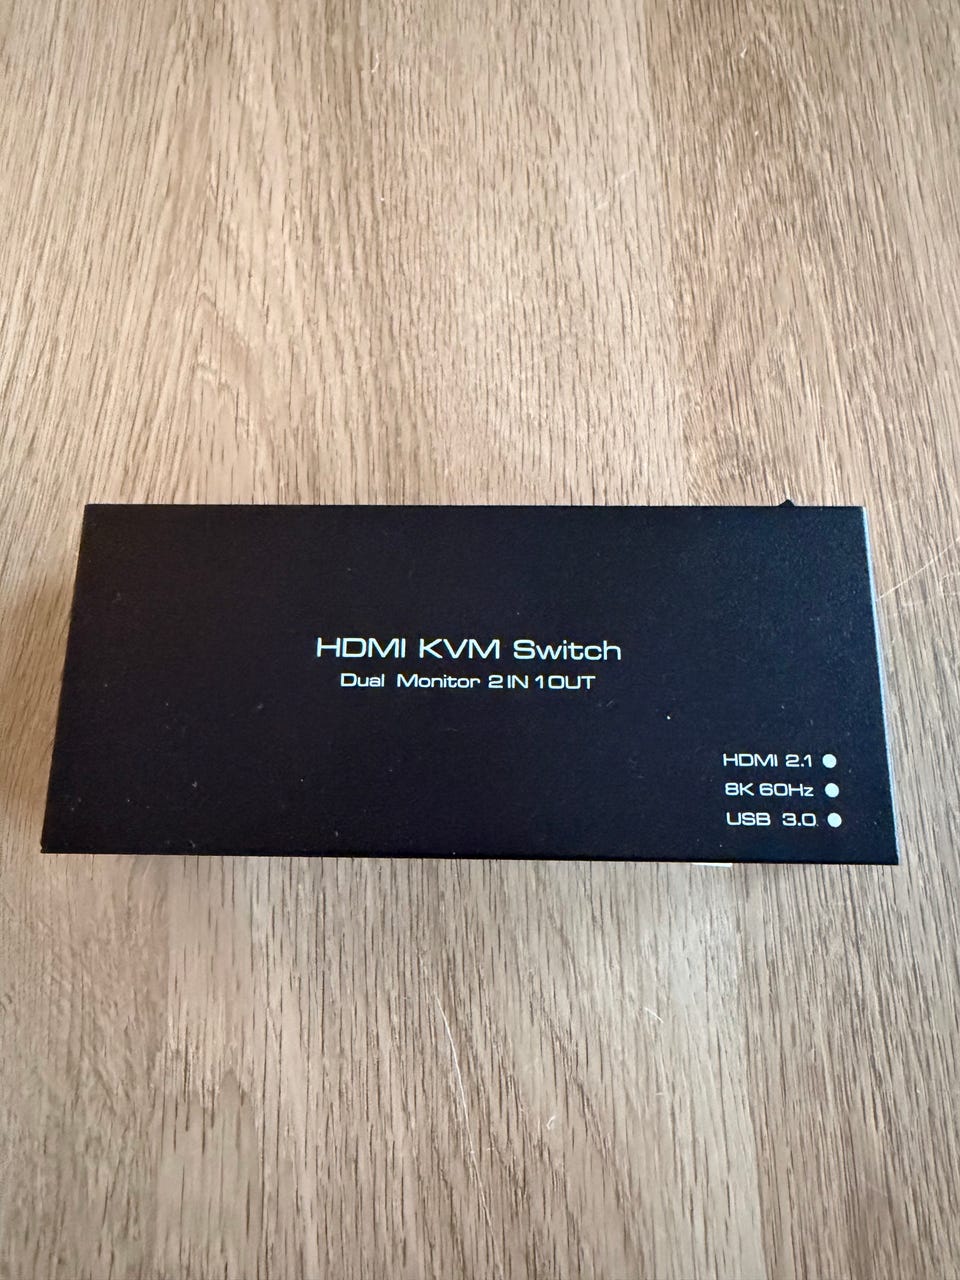 HDMI KVM Switch
Dual Monitor 2 IN 1 OUT
HDMI 2.1
8K 60Hz
USB 3.0